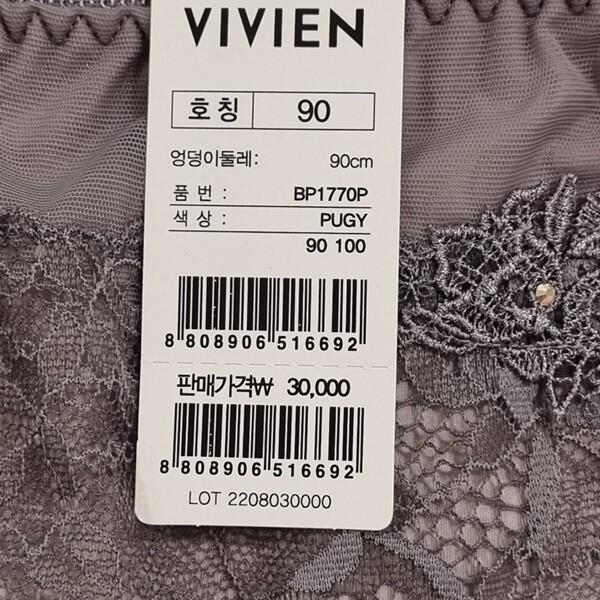 VIVIEN
호 칭 90
엉덩이둘레: 90cm
품 번 : BP1770P
색 상 : PUGY
90 100
8 808906 516692
판매가격₩ 30,000
8 808906 516692
LOT 2208030000